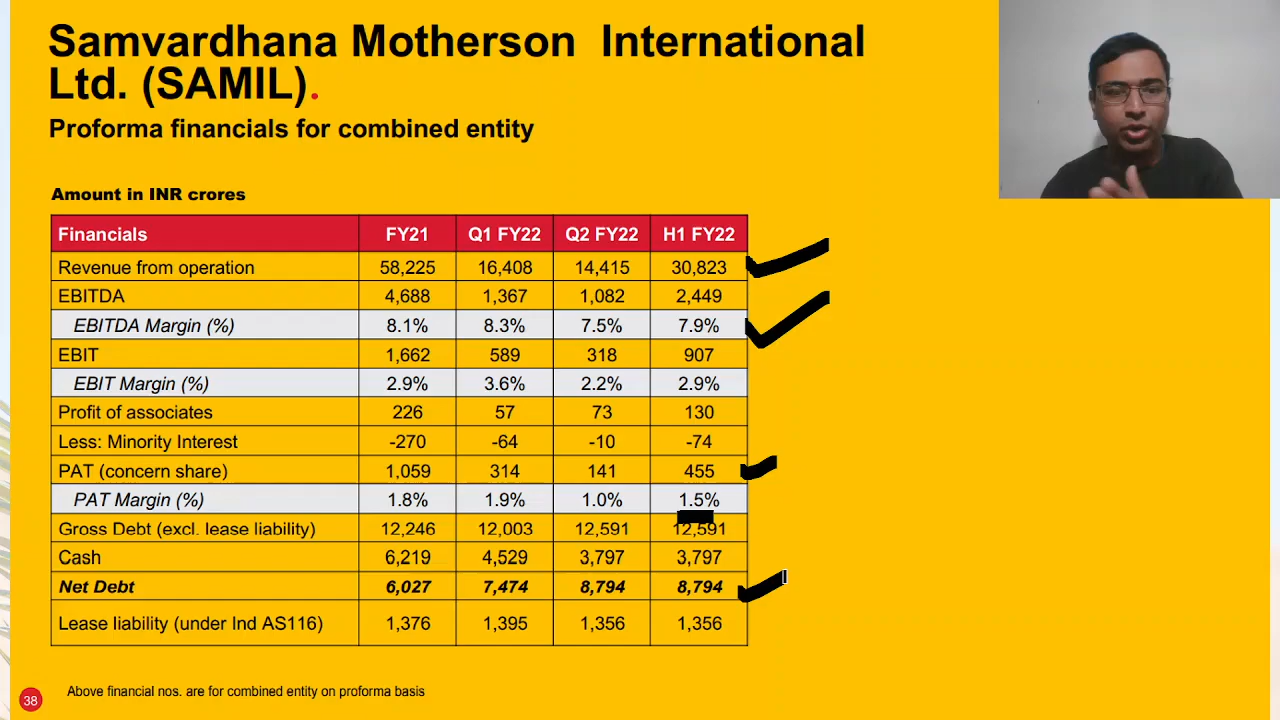 Samvardhana Motherson International
Ltd. (SAMIL).
Proforma financials for combined entity
Amount in INR crores
Financials FY21 Q1 FY22 Q2 FY22 H1 FY22
Revenue from operation 58,225 16,408 14,415 30,823
EBITDA 4,688 1,367 1,082 2,449
EBITDA Margin (%) 8.1% 8.3% 7.5% 7.9%
EBIT 1,662 589 318 907
EBIT Margin (%) 2.9% 3.6% 2.2% 2.9%
Profit of associates 226 57 73 130
Less: Minority Interest -270 -64 -10 -74
PAT (concern share) 1,059 314 141 455
PAT Margin (%) 1.8% 1.9% 1.0% 1.5%
Gross Debt (excl. lease liability) 12,246 12,003 12,591 12,591
Cash 6,219 4,529 3,797 3,797
Net Debt 6,027 7,474 8,794 8,794
Lease liability (under Ind AS116) 1,376 1,395 1,356 1,356
Above financial nos. are for combined entity on proforma basis
38